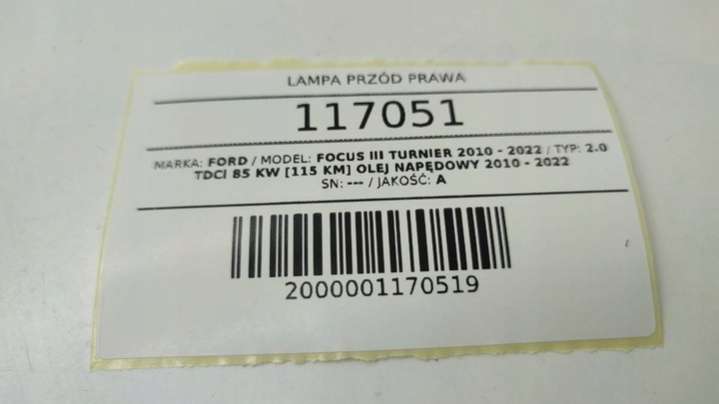 LAMPA PRZÓD PRAWA
117051
MARKA: FORD / MODEL: FOCUS III TURNIER 2010 - 2022 / TYP: 2.0
TDCI 85 KW [115 KM] OLEJ NAPĘDOWY 2010 - 2022
SN: --- / JAKOŚĆ: A
2000001170519